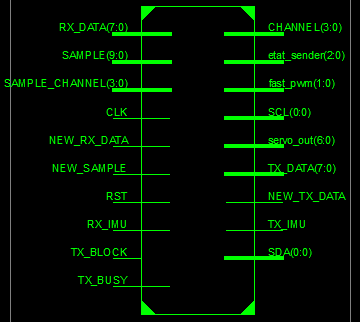 RX_DATA(7:0)
SAMPLE(9:0)
SAMPLE_CHANNEL(3:0)
CLK
NEW_RX_DATA
NEW_SAMPLE
RST
RX_IMU
TX_BLOCK
TX_BUSY
CHANNEL(3:0)
etat_sender(2:0)
fast_pwm(1:0)
SCL(0:0)
servo_out(6:0)
TX_DATA(7:0)
NEW_TX_DATA
TX_IMU
SDA(0:0)